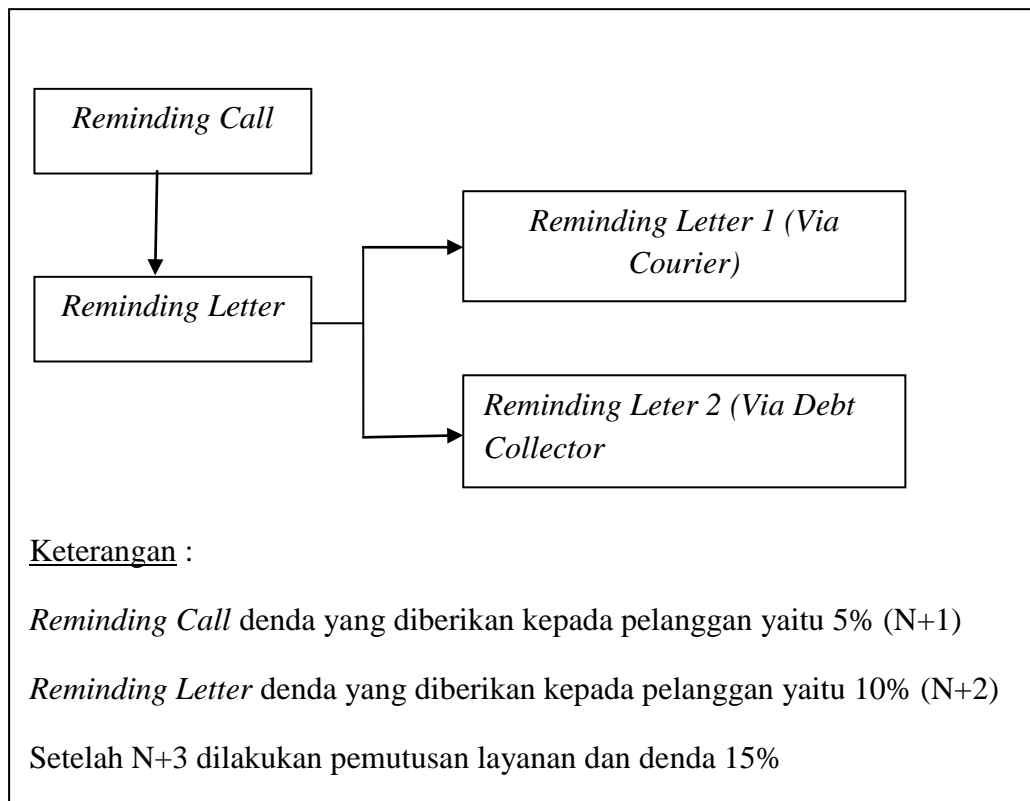 Reminding Call
Reminding Letter 1 (Via
Courier)
Reminding Letter
Reminding Leter 2 (Via Debt
Collector
Keterangan :
Reminding Call denda yang diberikan kepada pelanggan yaitu 5% (N+1)
Reminding Letter denda yang diberikan kepada pelanggan yaitu 10% (N+2)
Setelah N+3 dilakukan pemutusan layanan dan denda 15%